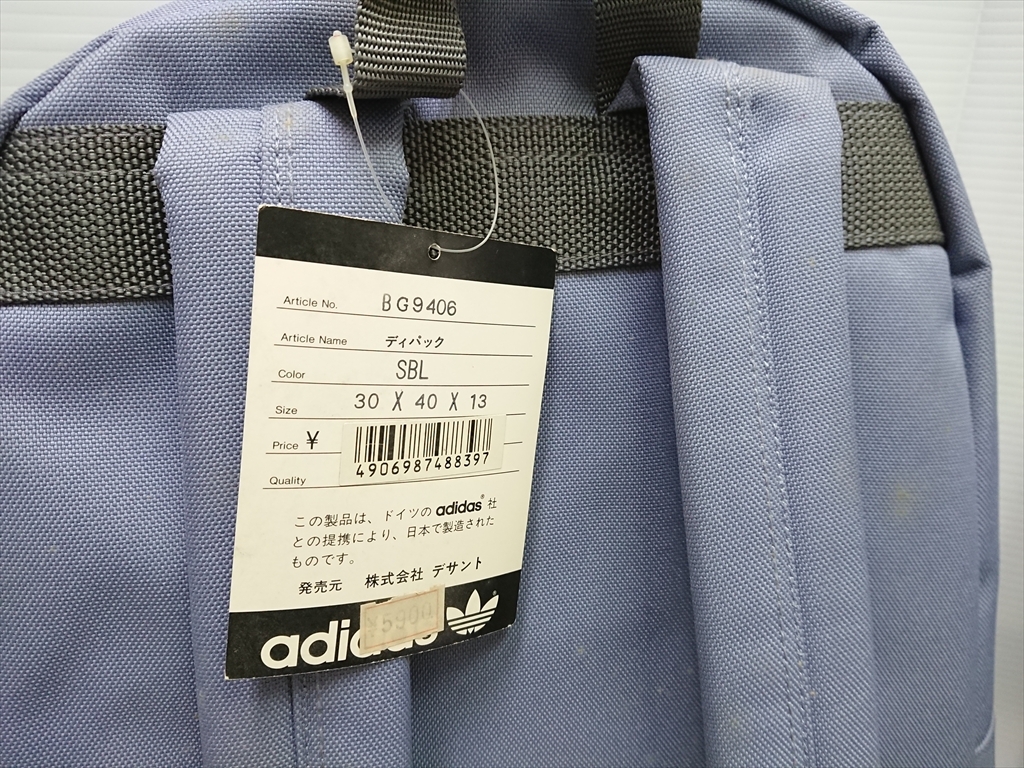 Article No. BG9406
Article Name ディパック
Color SBL
Size 30 X 40 X 13
Price ¥
4906987488397
Quality
この製品は、ドイツの adidas® 社
との提携により、日本で製造された
ものです。
発売元 株式会社 デサント
¥5900
adidas